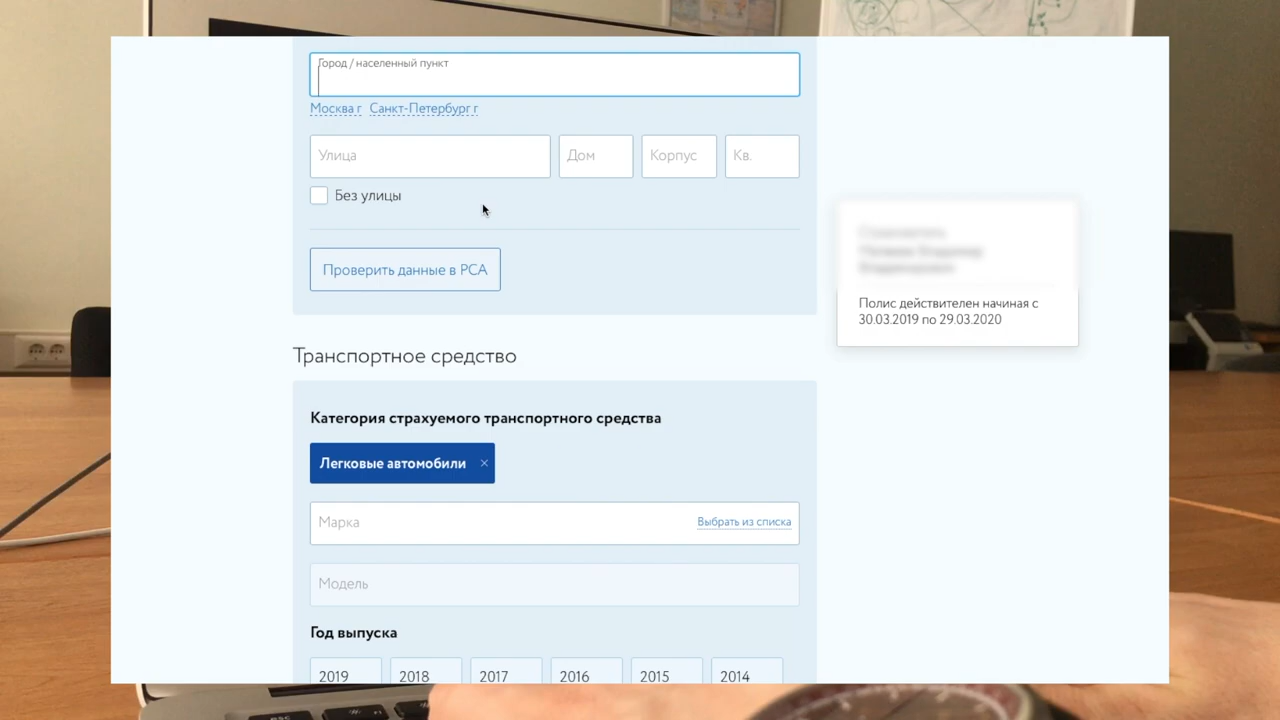 Город / населенный пункт
Москва г Санкт-Петербург г
Улица Дом Корпус Кв.
Без улицы
Проверить данные в РСА
Полис действителен начиная с
30.03.2019 по 29.03.2020
Транспортное средство
Категория страхуемого транспортного средства
Легковые автомобили ×
Марка Выбрать из списка
Модель
Год выпуска
2019 2018 2017 2016 2015 2014